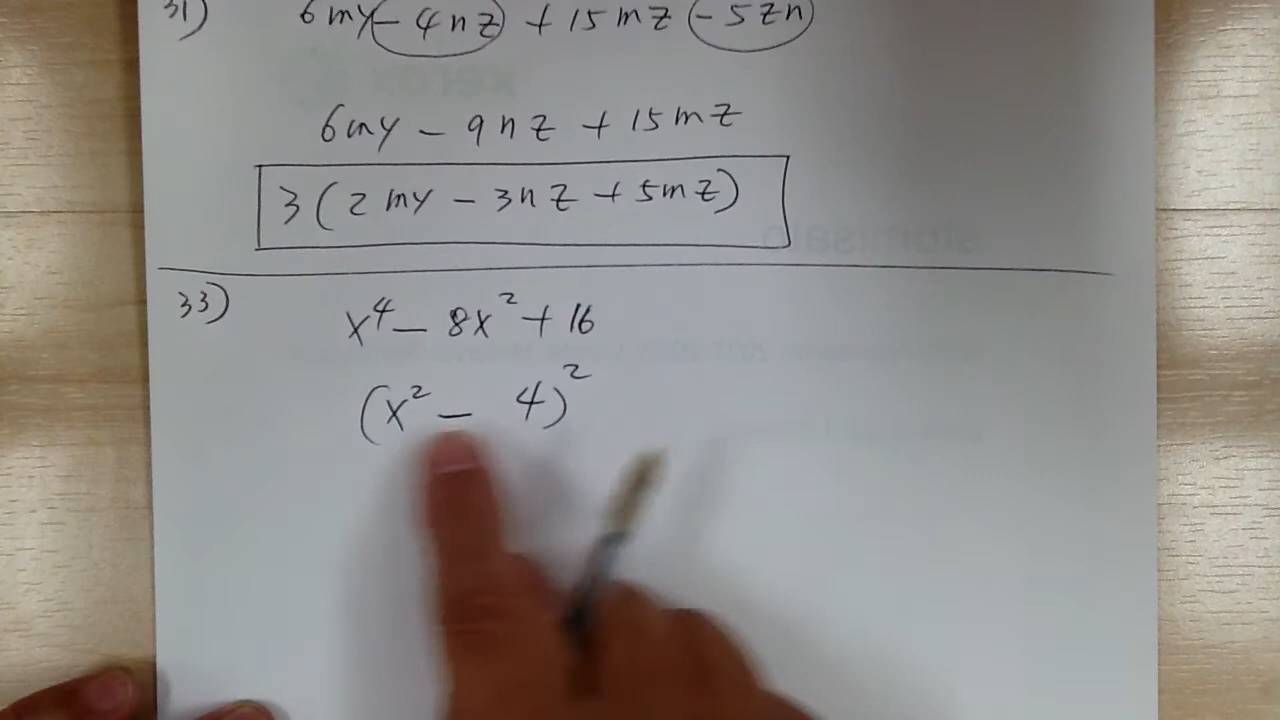 31) 6my - 4nz + 15mz - 5zn
6my - 9nz + 15mz
3(2my - 3nz + 5mz)
33) x⁴ - 8x² + 16
(x² - 4)²